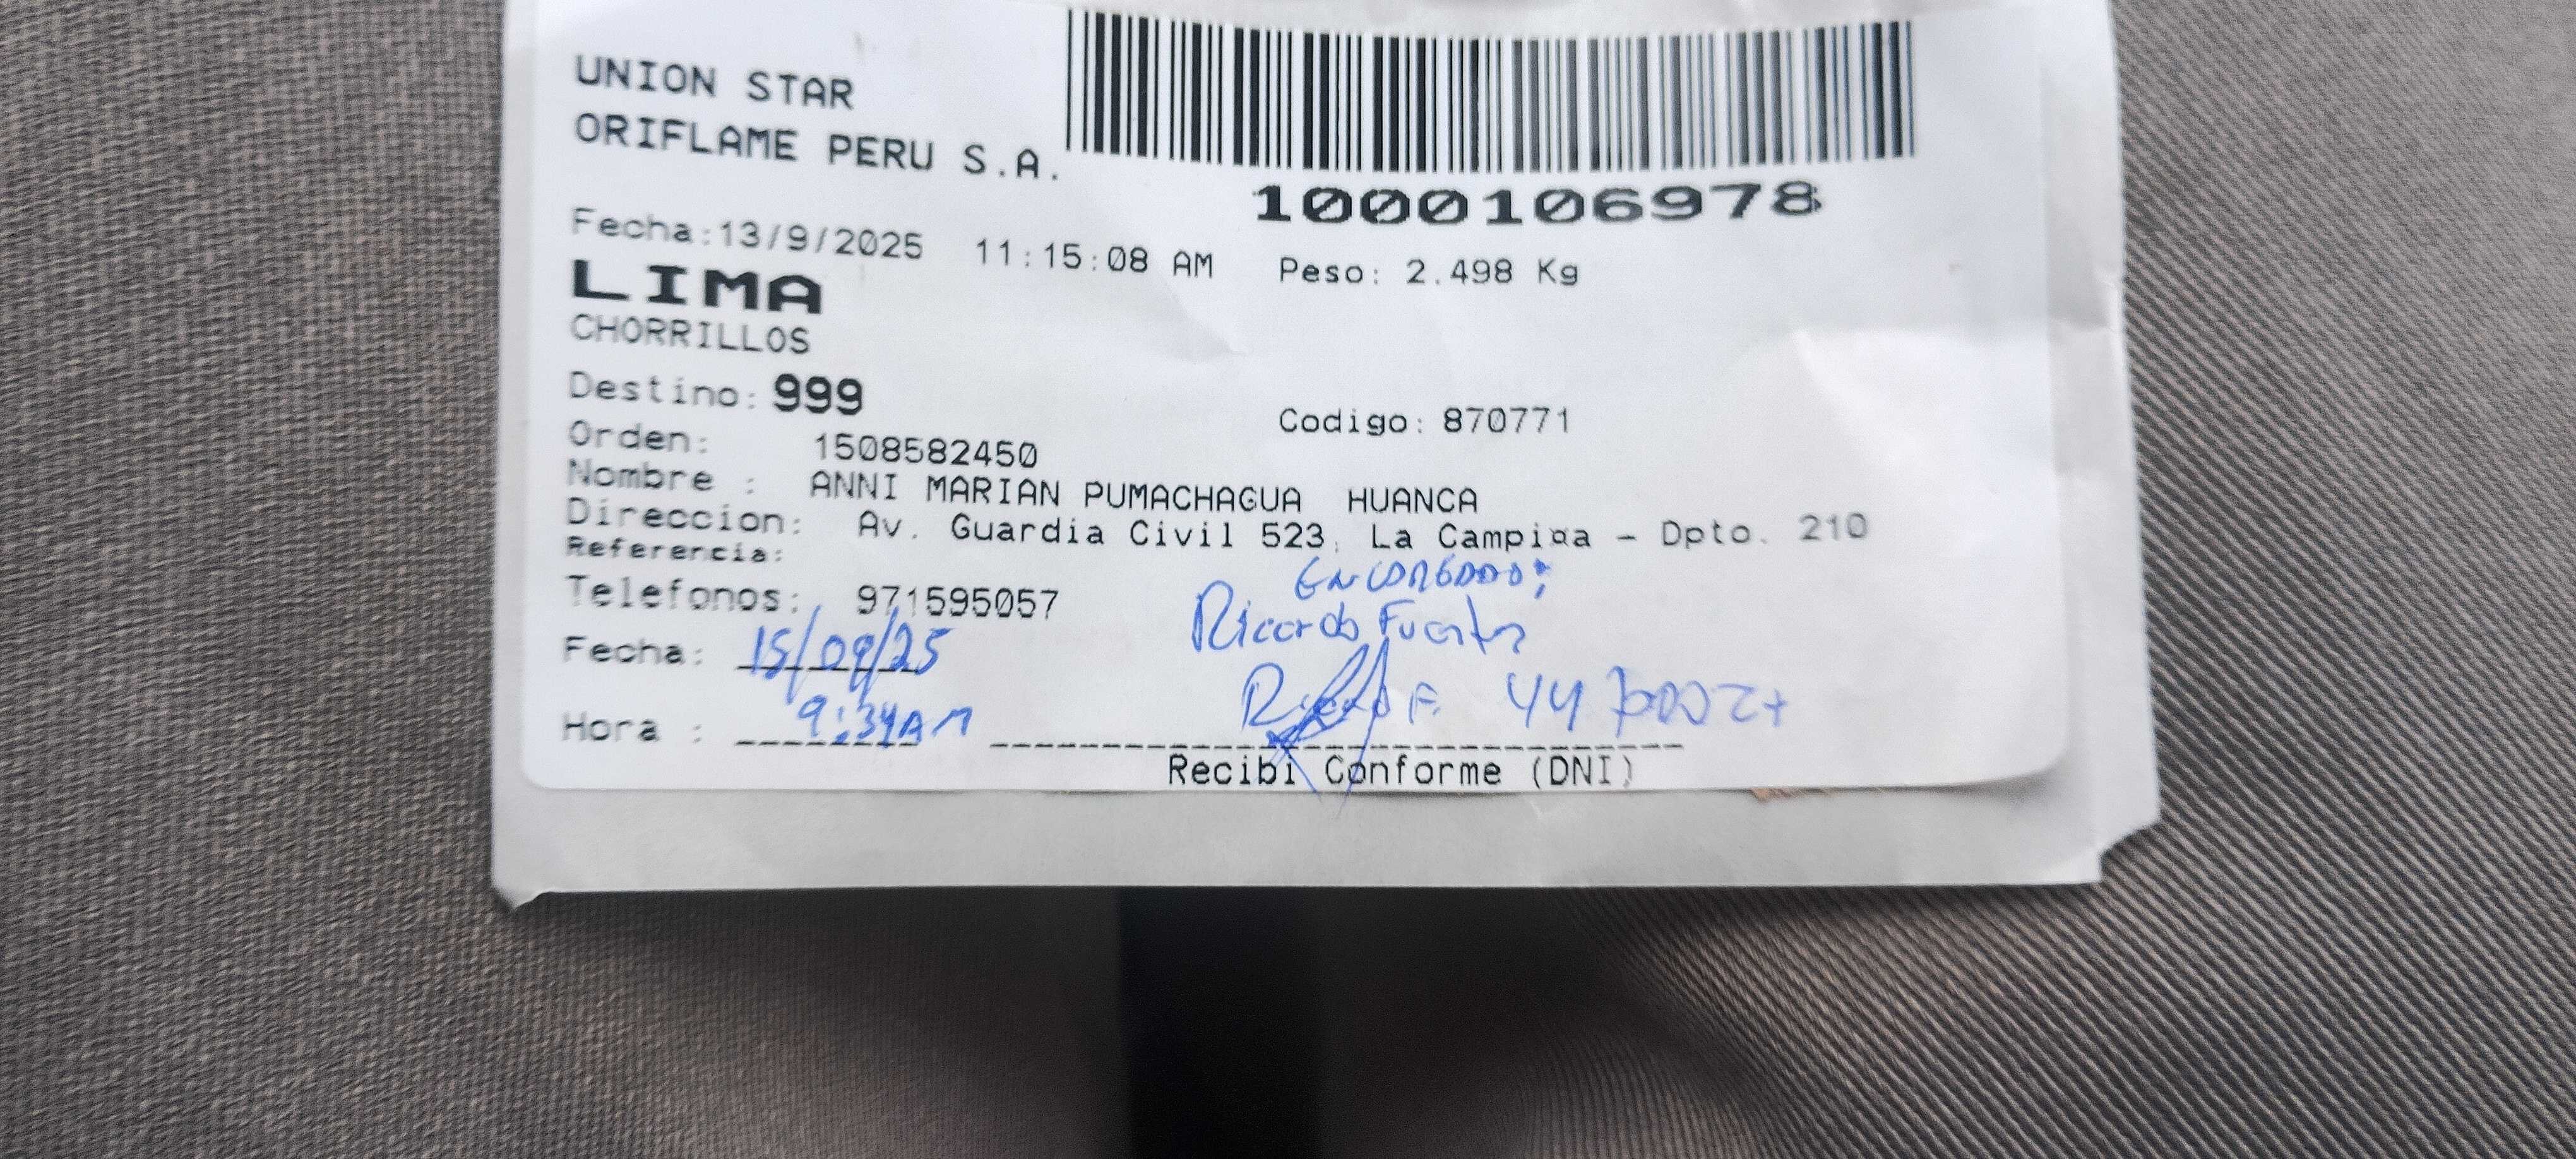 UNION STAR
ORIFLAME PERU S.A.
1000106978
Fecha:13/9/2025 11:15:08 AM Peso: 2.498 Kg
LIMA
CHORRILLOS
Destino: 999
Codigo: 870771
Orden: 1508582450
Nombre : ANNI MARIAN PUMACHAGUA HUANCA
Direccion: Av. Guardia Civil 523, La Campiña - Dpto. 210
Referencia:
ENCARGADO:
Telefonos: 971595057
Ricardo Fuentes
Fecha: 15/09/25
Ricardo F.
Hora : 9:34AM
Recibi Conforme (DNI)